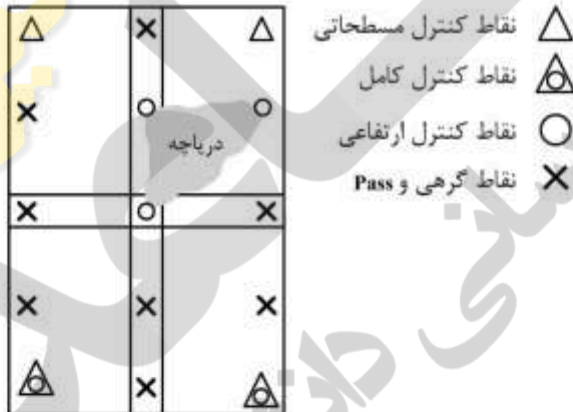 نقاط کنترل مسطحاتی
نقاط کنترل کامل
نقاط کنترل ارتفاعی
نقاط گرهی و Pass
دریاچه